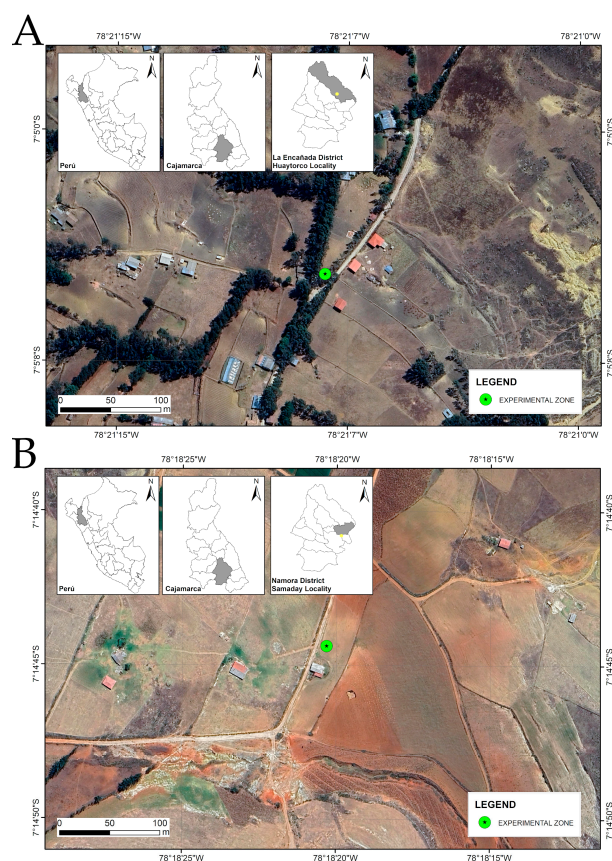 A
78°21'15"W
78°21'7"W
78°21'0"W
7°5'0"S
7°5'0"S
7°5'8"S
7°5'8"S
N
N
N
Perú
Cajamarca
La Encañada District
Huaytorco Locality
0 50 100
m
LEGEND
EXPERIMENTAL ZONE
78°21'15"W
78°21'7"W
78°21'0"W
B
78°18'25"W
78°18'20"W
78°18'15"W
7°14'40"S
7°14'40"S
7°14'45"S
7°14'45"S
7°14'50"S
7°14'50"S
N
N
N
Perú
Cajamarca
Namora District
Samaday Locality
0 50 100
m
LEGEND
EXPERIMENTAL ZONE
78°18'25"W
78°18'20"W
78°18'15"W